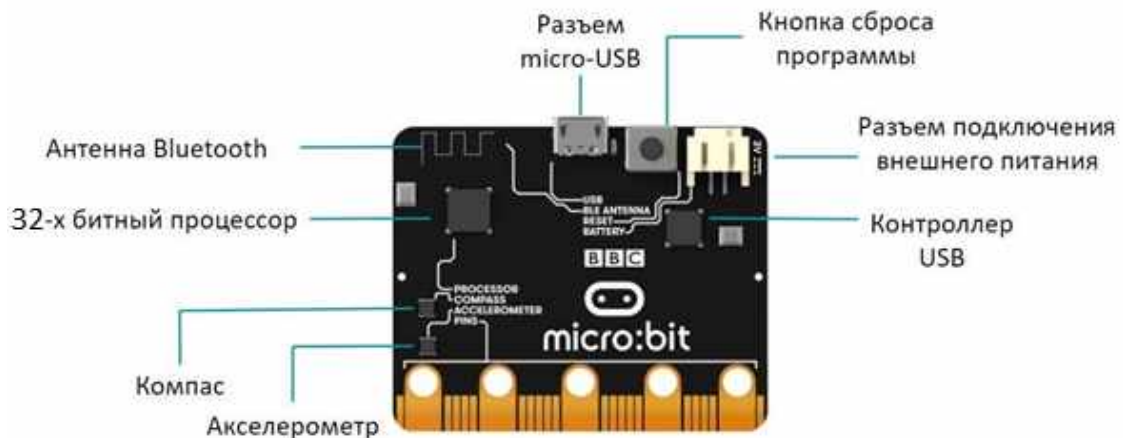 Разъем
micro-USB
Кнопка сброса
программы
Антенна Bluetooth
Разъем подключения
внешнего питания
32-х битный процессор
Контроллер
USB
USB
BLE ANTENNA
RESET
BATTERY
3V
BBC
PROCESSOR
COMPASS
ACCELEROMETER
PINS
micro:bit
Компас
Акселерометр